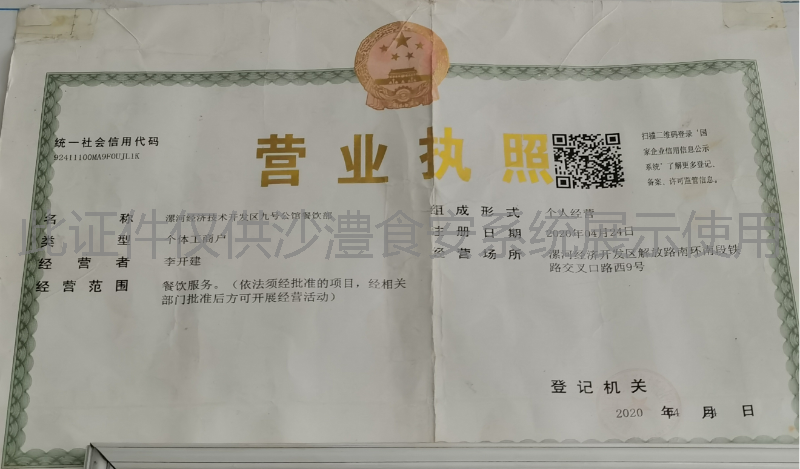 统一社会信用代码
92411100MA9F0UJL1K
营业执照
扫描二维码登录‘国
家企业信用信息公示
系统’了解更多登记、
备案、许可监管信息。
名称 漯河经济技术开发区九号公馆餐饮部
类型 个体工商户
经营者 李开建
经营范围 餐饮服务。（依法须经批准的项目，经相关
部门批准后方可开展经营活动）
组成形式 个人经营
注册日期 2020年04月24日
经营场所 漯河经济开发区解放路南环南段铁
路交叉口路西9号
此证件仅供沙澧食安系统展示使用
登记机关
2020 年 月 日